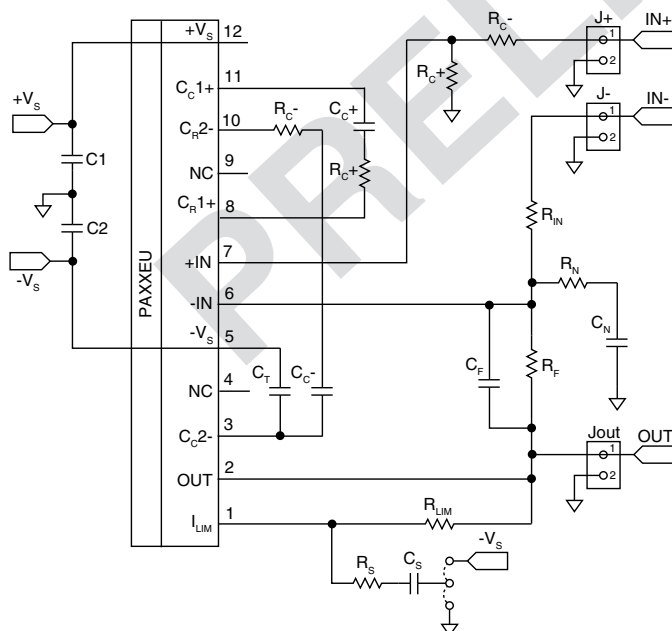 +Vs 12
RC- J+ IN+
1
2
RC+
11
CC1+
J- IN-
1
2
+Vs
10
CR2- RC- CC+
C1
9
NC
RC+
CR1+
8
C2
RIN
7
+IN
-Vs
PAXXEU
RN
6
-IN
CN
-Vs
5
CF RF
CT CC-
4
NC
3
CC2-
Jout OUT
1
2
2
OUT
RLIM
1
ILIM
-Vs
RS CS
PREL